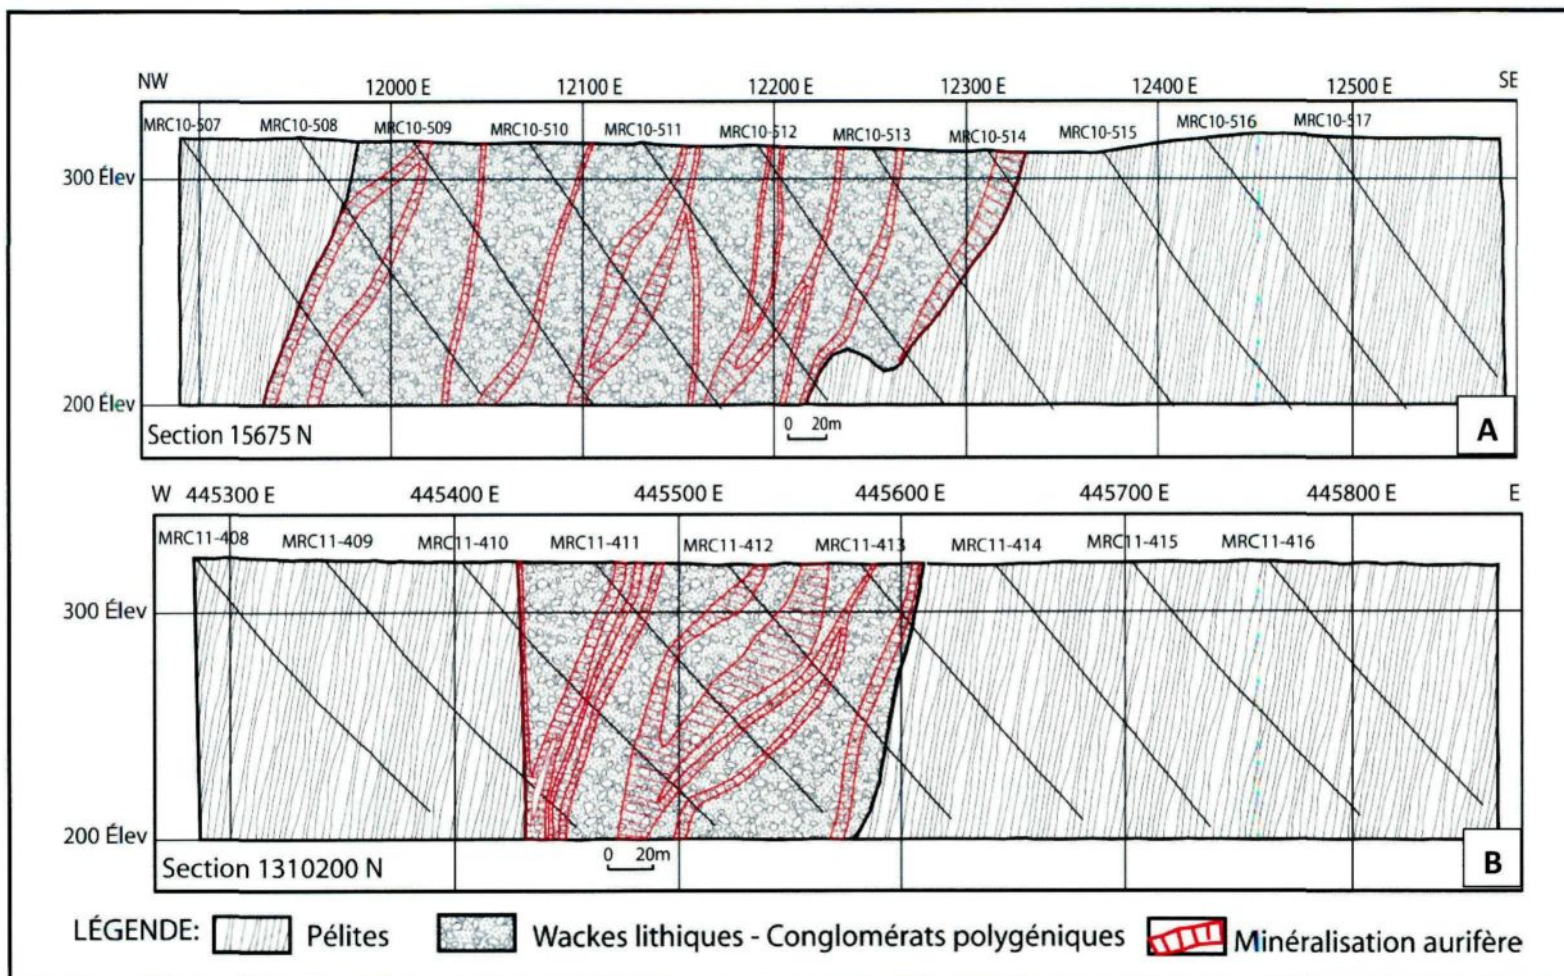 NW 12000 E 12100 E 12200 E 12300 E 12400 E 12500 E SE
MRC10-507 MRC10-508 MRC10-509 MRC10-510 MRC10-511 MRC10-512 MRC10-513 MRC10-514 MRC10-515 MRC10-516 MRC10-517
300 Élev
200 Élev
0 20m
Section 15675 N
A
W 445300 E 445400 E 445500 E 445600 E 445700 E 445800 E E
MRC11-408 MRC11-409 MRC11-410 MRC11-411 MRC11-412 MRC11-413 MRC11-414 MRC11-415 MRC11-416
300 Élev
200 Élev
0 20m
Section 1310200 N
B
LÉGENDE: Pélites Wackes lithiques - Conglomérats polygéniques Minéralisation aurifère